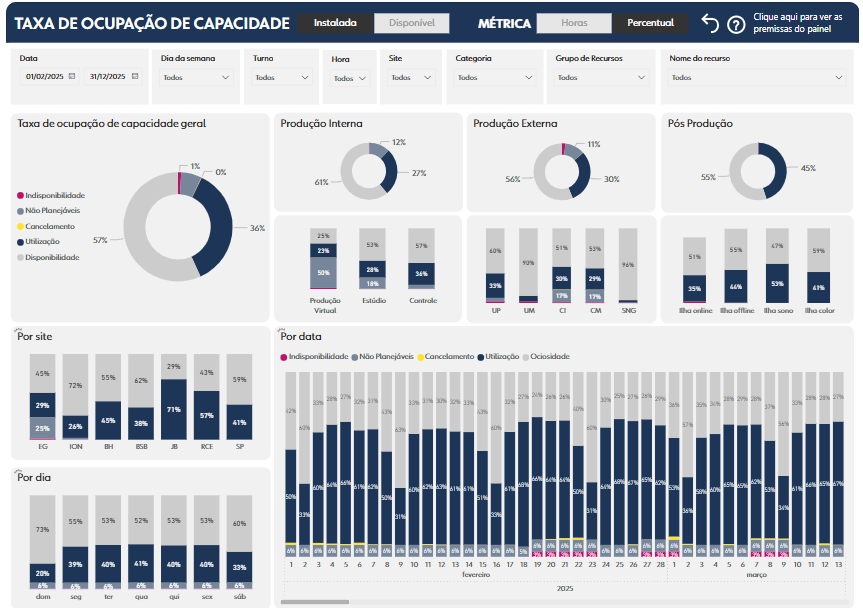 TAXA DE OCUPAÇÃO DE CAPACIDADE Instalada Disponível MÉTRICA Horas Percentual Clique aqui para ver as premissas do painel
Data Dia da semana Turno Hora Site Categoria Grupo de Recursos Nome do recurso
01/02/2025 31/12/2025 Todos Todos Todos Todos Todos Todos Todos
Taxa de ocupação de capacidade geral
1% 0% 36% 57%
Indisponibilidade
Não Planejáveis
Cancelamento
Utilização
Disponibilidade
Produção Interna
12% 27% 61%
25% 53% 57%
23% 28% 36%
50% 18%
Produção Virtual Estúdio Controle
Produção Externa
11% 30% 56%
60% 93% 51% 53% 96%
33% 30% 29%
17% 17%
UP UM CI CM SNG
Pós Produção
45% 55%
51% 55% 47% 59%
35% 44% 53% 41%
Ilha online Ilha offline Ilha sono Ilha color
Por site
45% 72% 55% 62% 29% 43% 59%
29% 26% 45% 38% 71% 57% 41%
25%
EG ION BH BSB JB RCE SP
Por dia
73% 55% 53% 52% 53% 53% 60%
20% 39% 40% 41% 40% 40% 33%
6% 6% 6% 6% 6% 6% 6%
dom seg ter qua qui sex sáb
Por data
Indisponibilidade Não Planejáveis Cancelamento Utilização Ociosidade
1 2 3 4 5 6 7 8 9 10 11 12 13 14 15 16 17 18 19 20 21 22 23 24 25 26 27 28 1 2 3 4 5 6 7 8 9 10 11 12 13
fevereiro março
2025